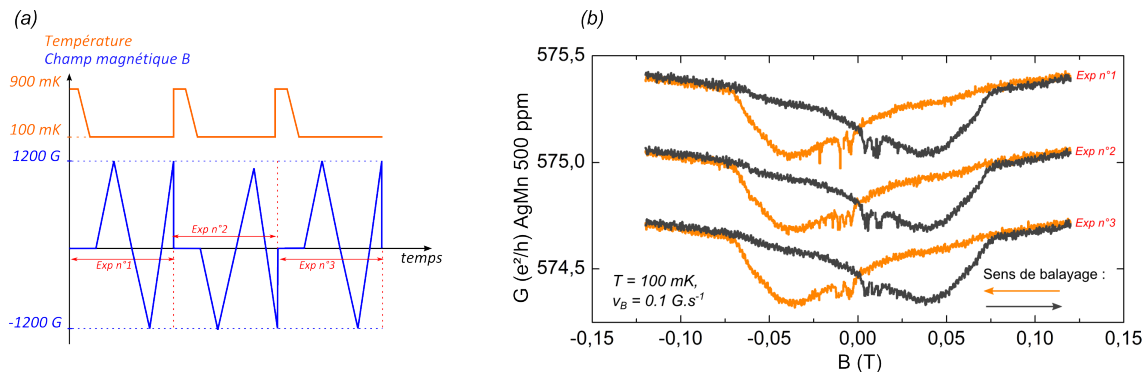 (a)
Température
Champ magnétique B
900 mK
100 mK
1200 G
Exp n°2
temps
Exp n°1
Exp n°3
-1200 G
(b)
G (e²/h) AgMn 500 ppm
575,5
575,0
574,5
Exp n°1
Exp n°2
Exp n°3
T = 100 mK,
v_B = 0.1 G.s⁻¹
Sens de balayage :
-0,15 -0,10 -0,05 0,00 0,05 0,10 0,15
B (T)